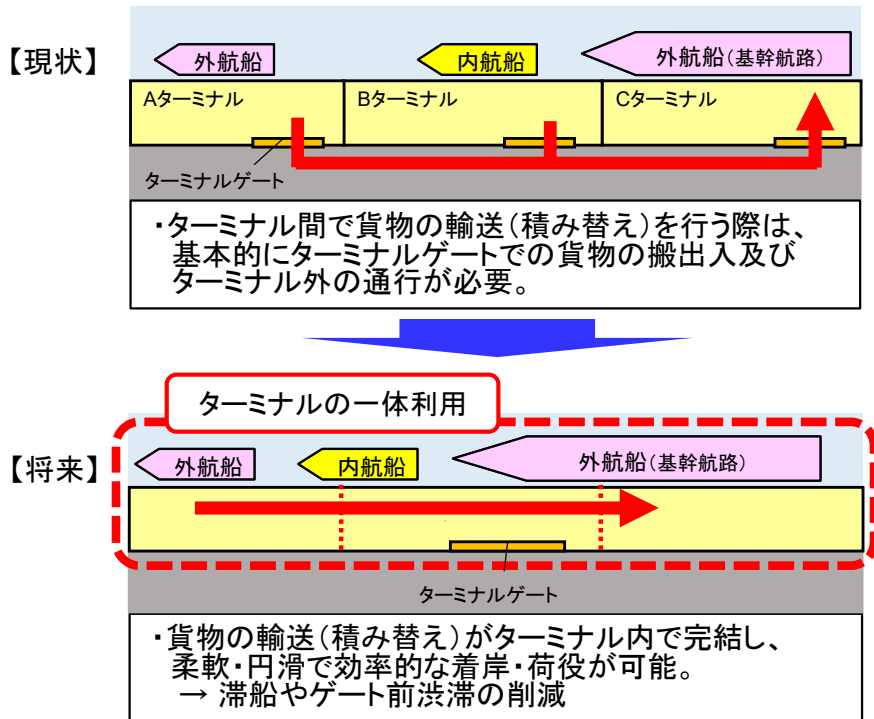 【現状】
外航船
内航船
外航船(基幹航路)
Aターミナル
Bターミナル
Cターミナル
ターミナルゲート
・ターミナル間で貨物の輸送(積み替え)を行う際は、
基本的にターミナルゲートでの貨物の搬出入及び
ターミナル外の通行が必要。
ターミナルの一体利用
【将来】
外航船
内航船
外航船(基幹航路)
ターミナルゲート
・貨物の輸送(積み替え)がターミナル内で完結し、
柔軟・円滑で効率的な着岸・荷役が可能。
→ 滞船やゲート前渋滞の削減